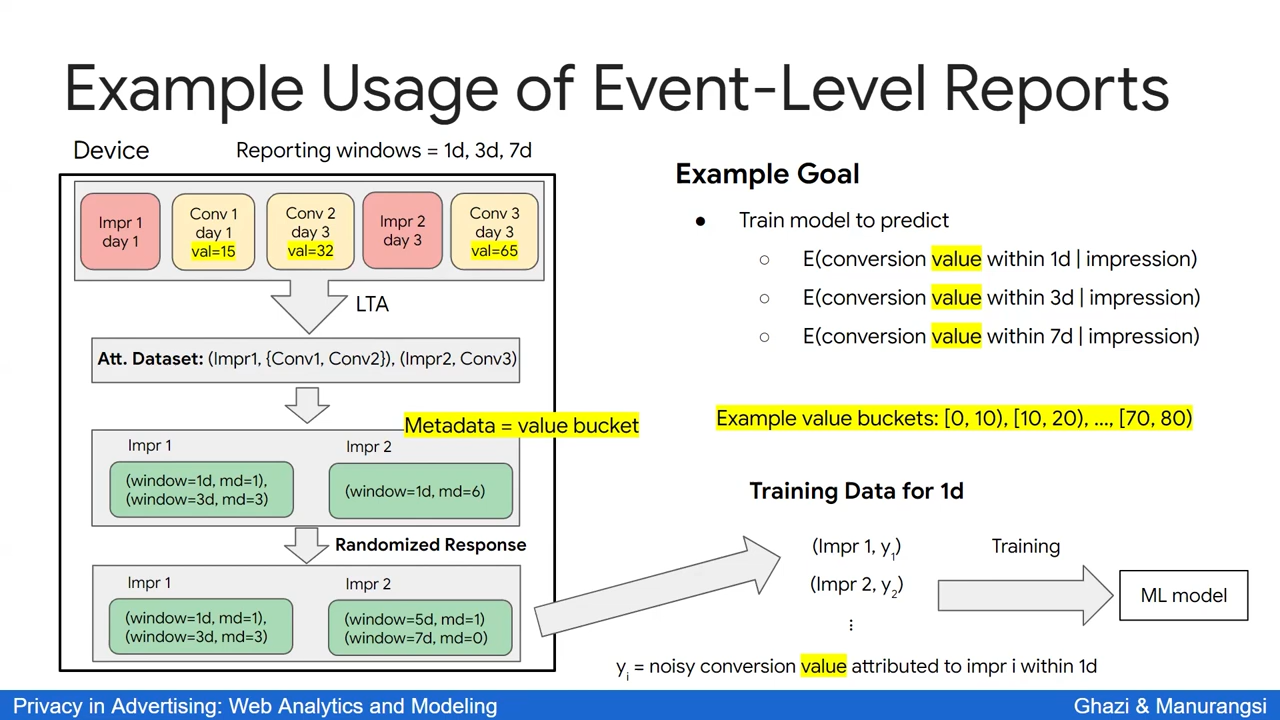 Example Usage of Event-Level Reports
Device
Reporting windows = 1d, 3d, 7d
Impr 1
day 1
Conv 1
day 1
val=15
Conv 2
day 3
val=32
Impr 2
day 3
Conv 3
day 3
val=65
LTA
Att. Dataset: (Impr1, {Conv1, Conv2}), (Impr2, Conv3)
Metadata = value bucket
Impr 1
(window=1d, md=1),
(window=3d, md=3)
Impr 2
(window=1d, md=6)
Randomized Response
Impr 1
(window=1d, md=1),
(window=3d, md=3)
Impr 2
(window=5d, md=1)
(window=7d, md=0)
Example Goal
● Train model to predict
○ E(conversion value within 1d | impression)
○ E(conversion value within 3d | impression)
○ E(conversion value within 7d | impression)
Example value buckets: [0, 10), [10, 20), ..., [70, 80)
Training Data for 1d
(Impr 1, y₁)
(Impr 2, y₂)
⋮
Training
ML model
yᵢ = noisy conversion value attributed to impr i within 1d
Privacy in Advertising: Web Analytics and Modeling
Ghazi & Manurangsi